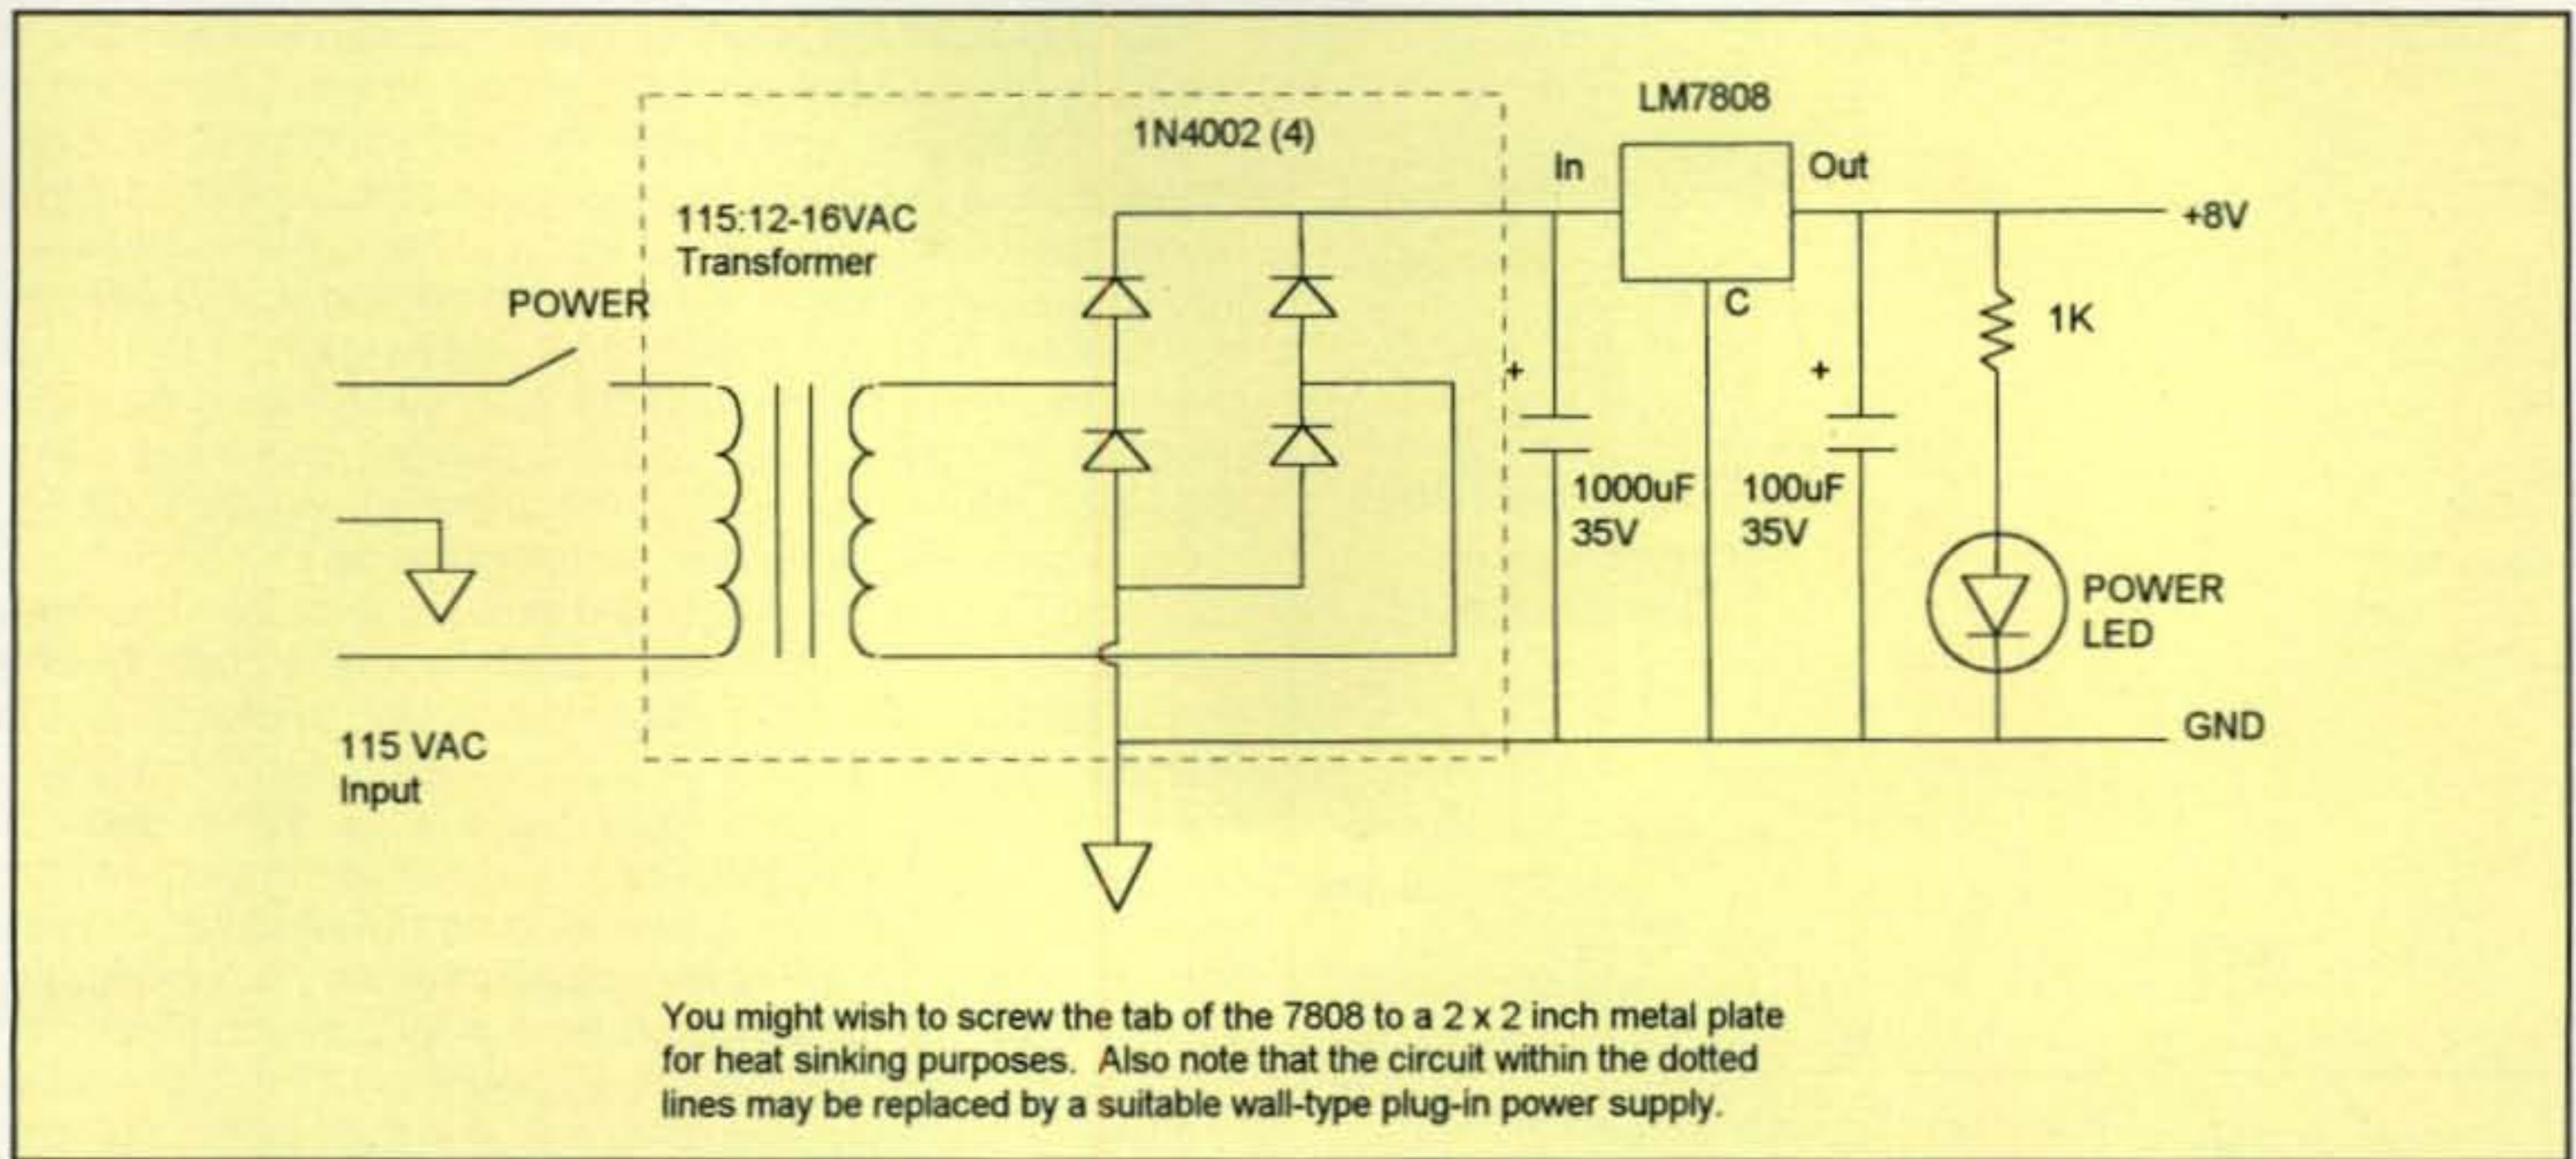 LM7808
1N4002 (4)
In
Out
115:12-16VAC
Transformer
+8V
POWER
C
1K
+
+
1000uF
35V
100uF
35V
POWER
LED
115 VAC
Input
GND
You might wish to screw the tab of the 7808 to a 2 x 2 inch metal plate
for heat sinking purposes.  Also note that the circuit within the dotted
lines may be replaced by a suitable wall-type plug-in power supply.